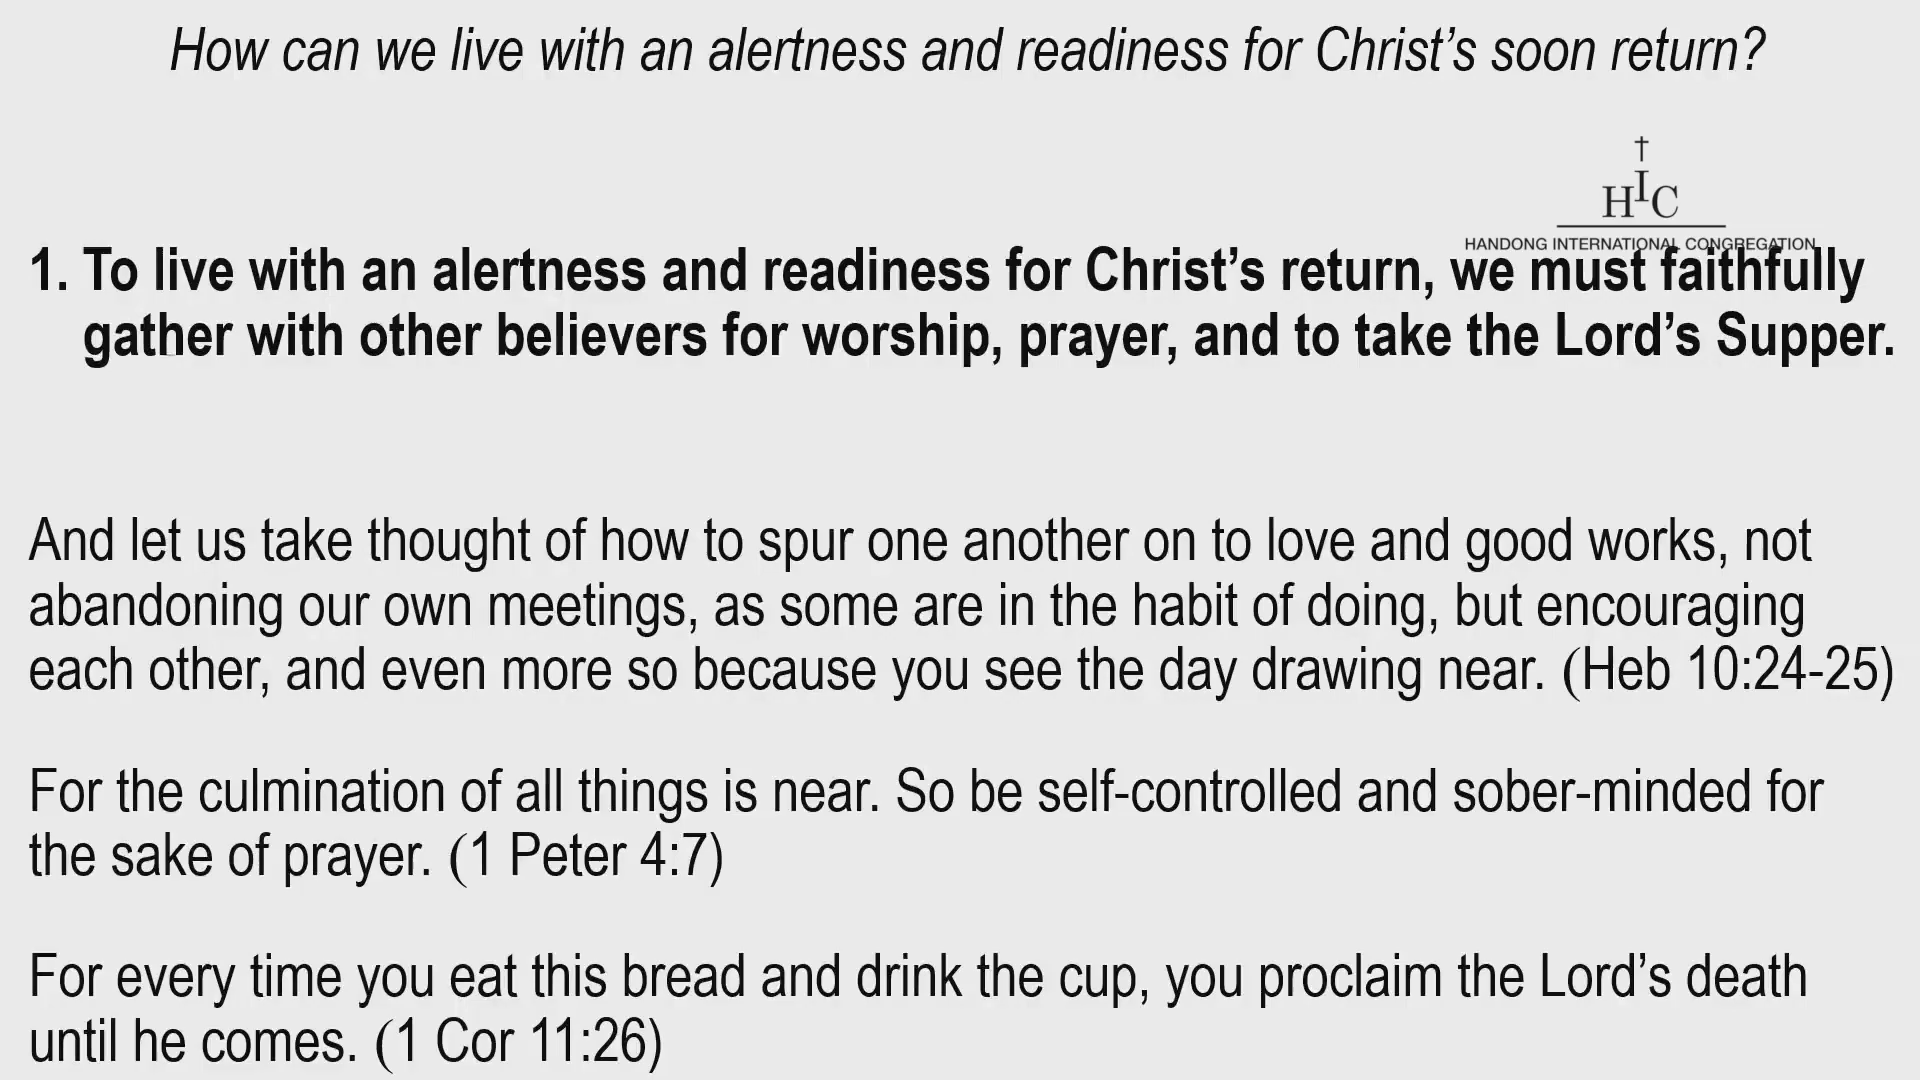 How can we live with an alertness and readiness for Christ’s soon return?
†
HIC
HANDONG INTERNATIONAL CONGREGATION
1. To live with an alertness and readiness for Christ’s return, we must faithfully
gather with other believers for worship, prayer, and to take the Lord’s Supper.
And let us take thought of how to spur one another on to love and good works, not
abandoning our own meetings, as some are in the habit of doing, but encouraging
each other, and even more so because you see the day drawing near. (Heb 10:24-25)
For the culmination of all things is near. So be self-controlled and sober-minded for
the sake of prayer. (1 Peter 4:7)
For every time you eat this bread and drink the cup, you proclaim the Lord’s death
until he comes. (1 Cor 11:26)